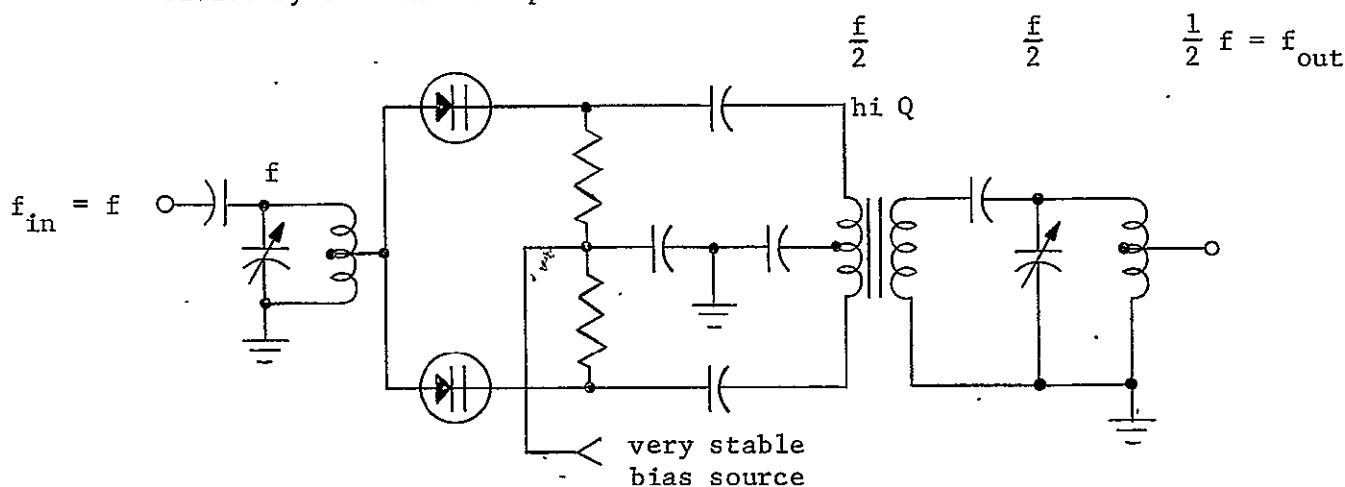 f/2 f/2 1/2 f = f_out
hi Q
f
f_in = f
very stable
bias source